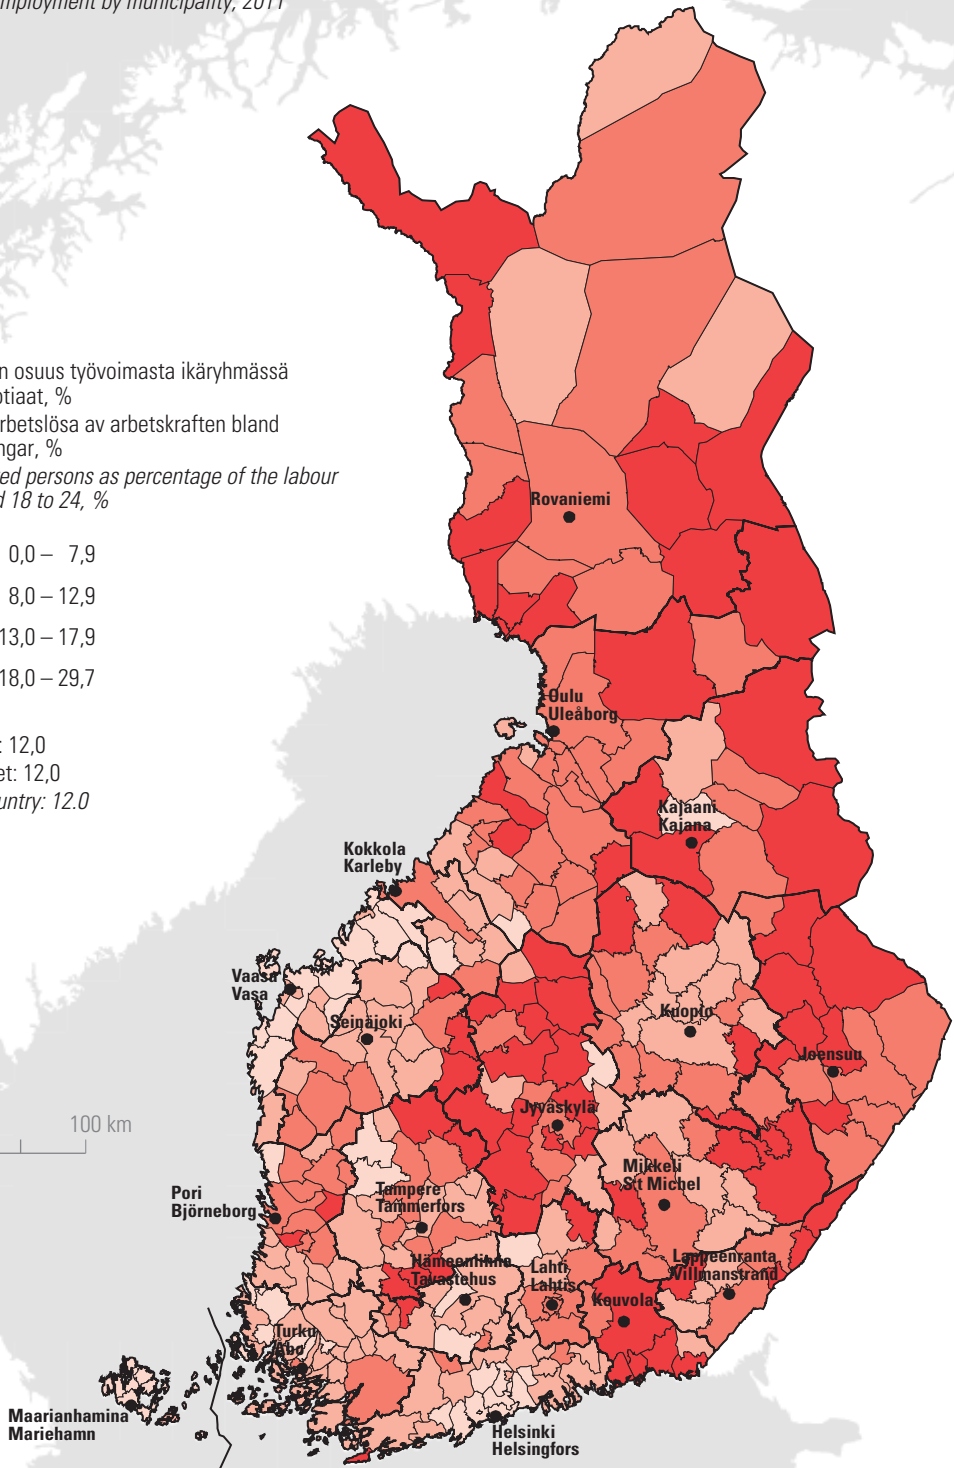 employment by municipality, 2011
n osuus työvoimasta ikäryhmässä
otiaat, %
rbetslösa av arbetskraften bland
ngar, %
ed persons as percentage of the labour
d 18 to 24, %
0,0 – 7,9
8,0 – 12,9
13,0 – 17,9
18,0 – 29,7
: 12,0
et: 12,0
untry: 12.0
Rovaniemi
Oulu
Uleåborg
Kajaani
Kajana
Kokkola
Karleby
Vaasa
Vasa
Seinäjoki
Kuopio
Joensuu
100 km
Jyväskylä
Mikkeli
S:t Michel
Pori
Björneborg
Tampere
Tammerfors
Hämeenlinna
Tavastehus
Lahti
Lahtis
Lappeenranta
Villmanstrand
Kouvola
Turku
Åbo
Maarianhamina
Mariehamn
Helsinki
Helsingfors